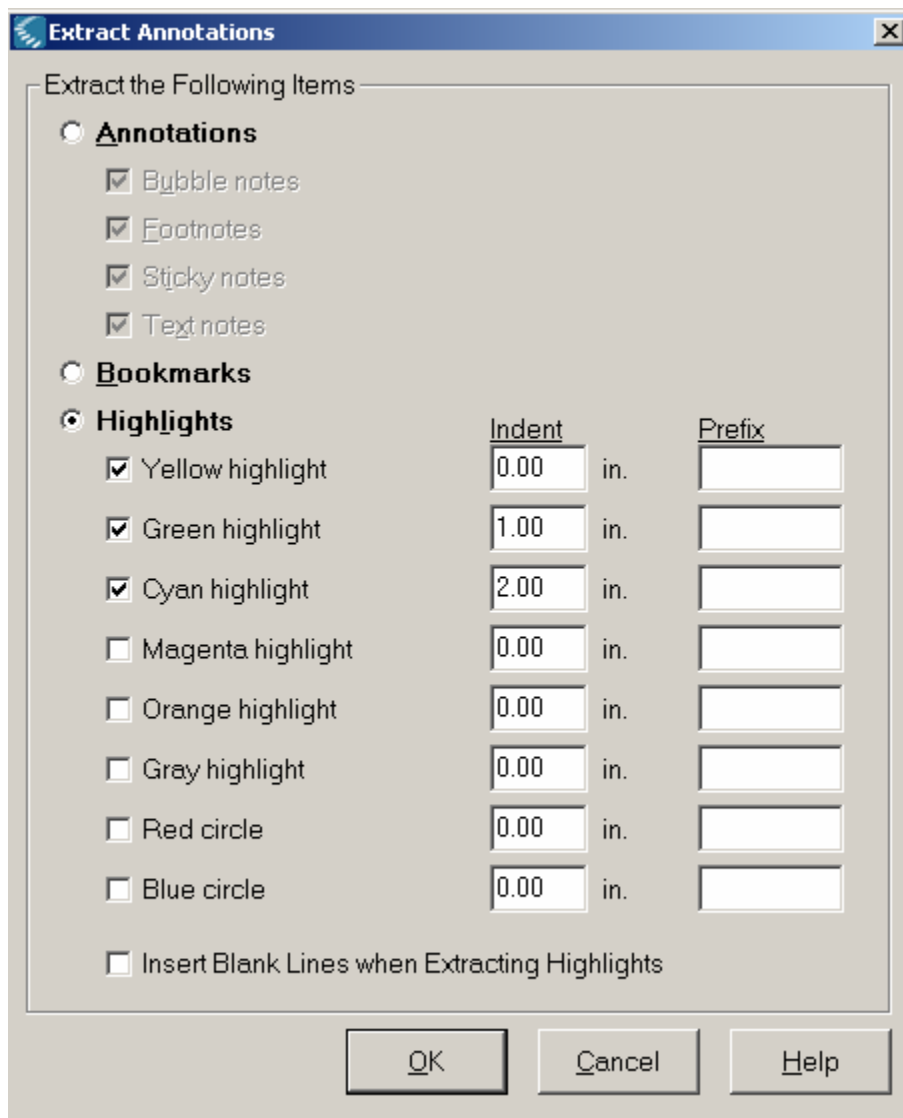 Extract Annotations
Extract the Following Items
Annotations
Bubble notes
Footnotes
Sticky notes
Text notes
Bookmarks
Highlights Indent Prefix
Yellow highlight 0.00 in.
Green highlight 1.00 in.
Cyan highlight 2.00 in.
Magenta highlight 0.00 in.
Orange highlight 0.00 in.
Gray highlight 0.00 in.
Red circle 0.00 in.
Blue circle 0.00 in.
Insert Blank Lines when Extracting Highlights
OK Cancel Help